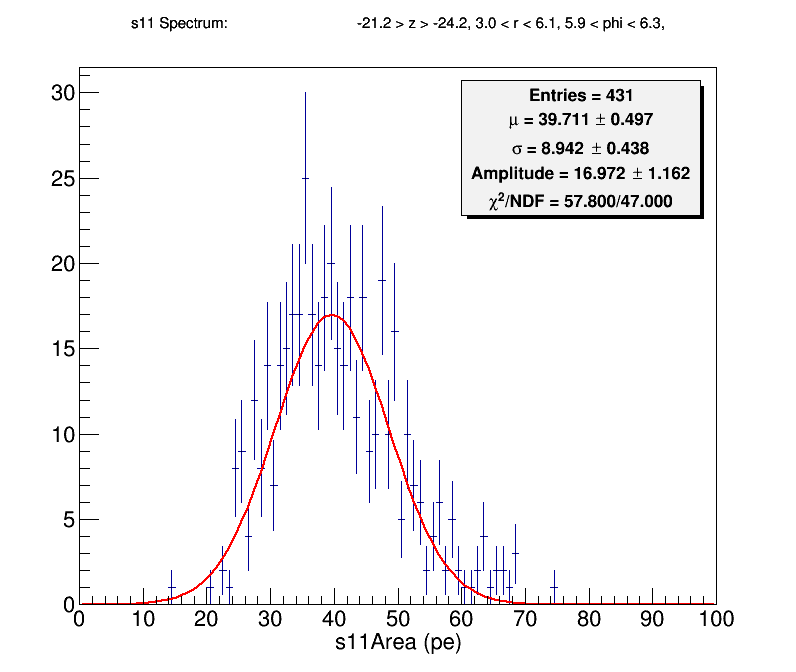 s11 Spectrum: -21.2 > z > -24.2, 3.0 < r < 6.1, 5.9 < phi < 6.3,
Entries = 431
μ = 39.711 ± 0.497
σ = 8.942 ± 0.438
Amplitude = 16.972 ± 1.162
χ²/NDF = 57.800/47.000
30
25
20
15
10
5
0
0 10 20 30 40 50 60 70 80 90 100
s11Area (pe)